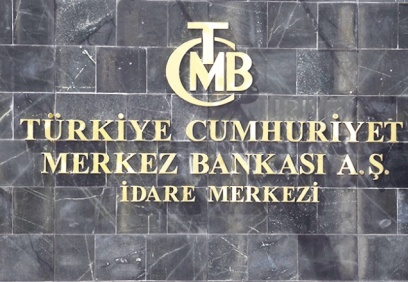 TCMB
TÜRKİYE CUMHURİYET
MERKEZ BANKASI A.Ş.
İDARE MERKEZİ